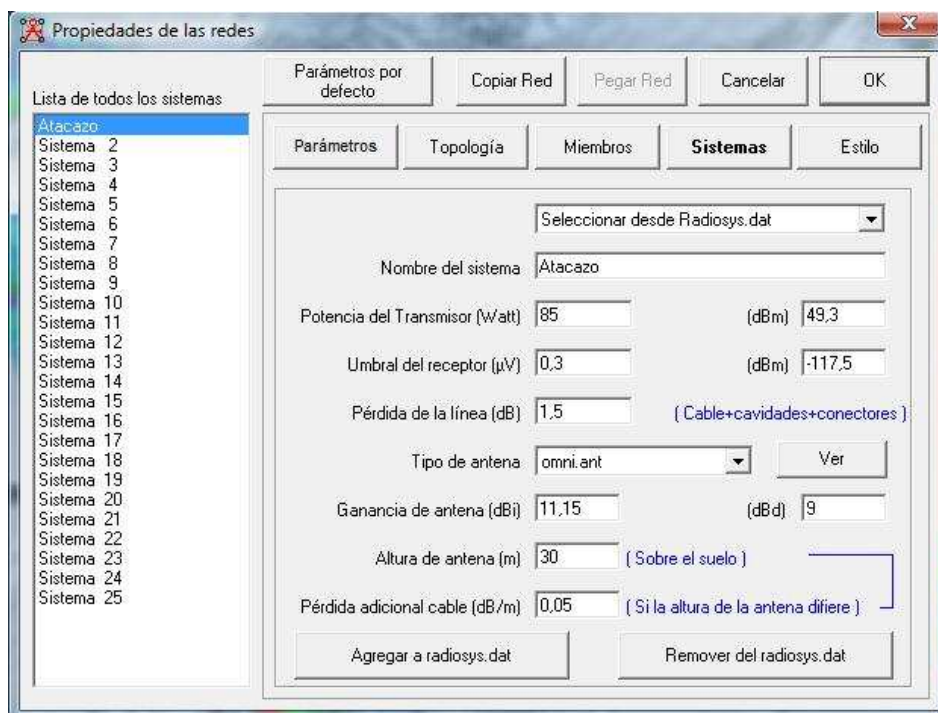 Propiedades de las redes
Lista de todos los sistemas
Atacazo
Sistema 2
Sistema 3
Sistema 4
Sistema 5
Sistema 6
Sistema 7
Sistema 8
Sistema 9
Sistema 10
Sistema 11
Sistema 12
Sistema 13
Sistema 14
Sistema 15
Sistema 16
Sistema 17
Sistema 18
Sistema 19
Sistema 20
Sistema 21
Sistema 22
Sistema 23
Sistema 24
Sistema 25
Parámetros por
defecto
Copiar Red
Pegar Red
Cancelar
OK
Parámetros
Topología
Miembros
Sistemas
Estilo
Seleccionar desde Radiosys.dat
Nombre del sistema Atacazo
Potencia del Transmisor (Watt) 85 (dBm) 49,3
Umbral del receptor (µV) 0,3 (dBm) -117,5
Pérdida de la línea (dB) 1,5 ( Cable+cavidades+conectores )
Tipo de antena omni.ant Ver
Ganancia de antena (dBi) 11,15 (dBd) 9
Altura de antena (m) 30 ( Sobre el suelo )
Pérdida adicional cable (dB/m) 0,05 ( Si la altura de la antena difiere )
Agregar a radiosys.dat
Remover del radiosys.dat